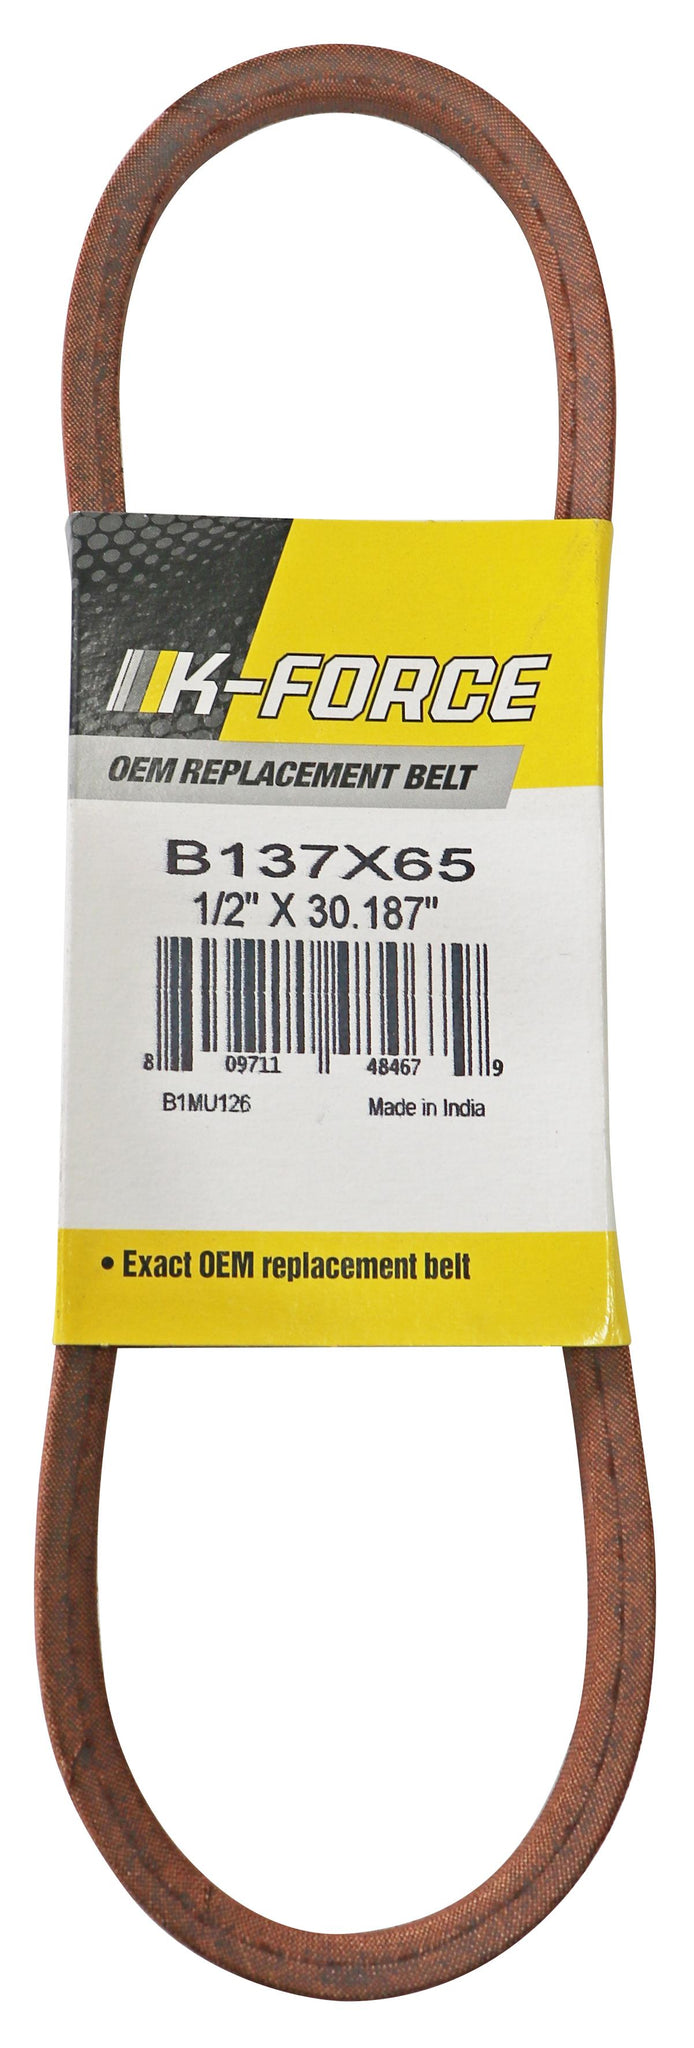 K-FORCE
OEM REPLACEMENT BELT
B137X65
1/2" X 30.187"
8 09711 48467 9
B1MU126 Made in India
• Exact OEM replacement belt